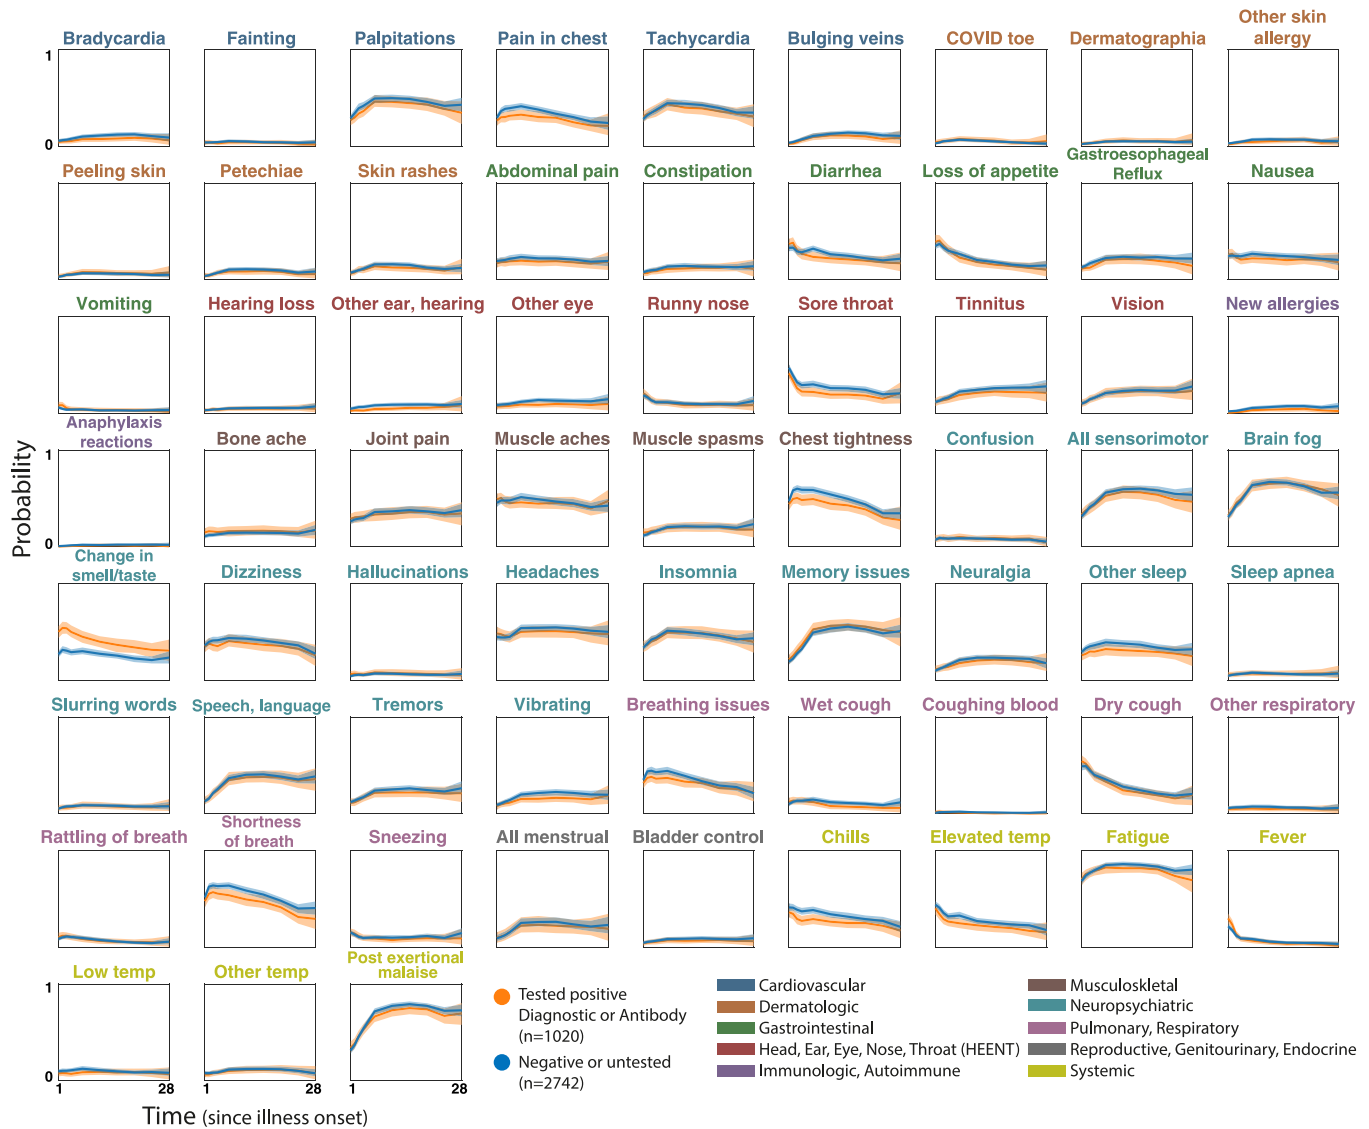 Other skin
allergy
Bradycardia
Fainting
Palpitations
Pain in chest
Tachycardia
Bulging veins
COVID toe
Dermatographia
1
0
Peeling skin
Petechiae
Skin rashes
Abdominal pain
Constipation
Diarrhea
Loss of appetite
Gastroesophageal
Reflux
Nausea
Vomiting
Hearing loss
Other ear, hearing
Other eye
Runny nose
Sore throat
Tinnitus
Vision
New allergies
Anaphylaxis
reactions
Bone ache
Joint pain
Muscle aches
Muscle spasms
Chest tightness
Confusion
All sensorimotor
Brain fog
1
Probability
0
Change in
smell/taste
Dizziness
Hallucinations
Headaches
Insomnia
Memory issues
Neuralgia
Other sleep
Sleep apnea
Slurring words
Speech, language
Tremors
Vibrating
Breathing issues
Wet cough
Coughing blood
Dry cough
Other respiratory
Rattling of breath
Shortness
of breath
Sneezing
All menstrual
Bladder control
Chills
Elevated temp
Fatigue
Fever
Low temp
Other temp
Post exertional
malaise
1
0
1 28
1 28
1 28
Time (since illness onset)
Tested positive
Diagnostic or Antibody
(n=1020)
Negative or untested
(n=2742)
Cardiovascular
Dermatologic
Gastrointestinal
Head, Ear, Eye, Nose, Throat (HEENT)
Immunologic, Autoimmune
Musculoskletal
Neuropsychiatric
Pulmonary, Respiratory
Reproductive, Genitourinary, Endocrine
Systemic